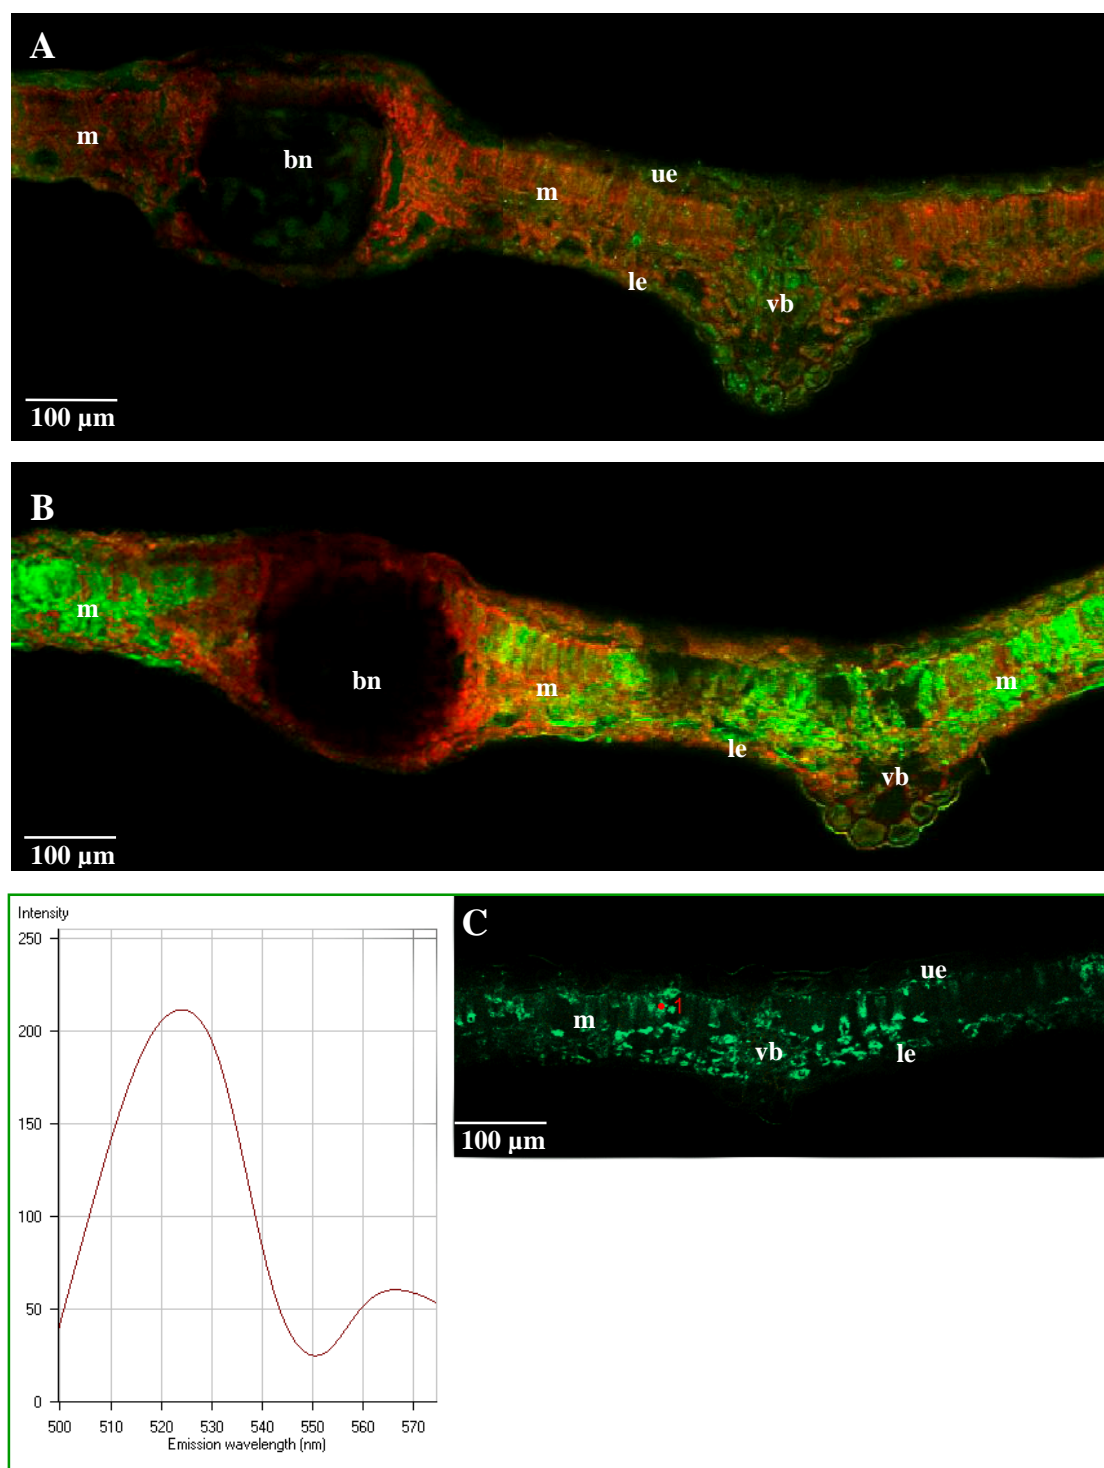 A
m
bn
m
ue
le
vb
100 µm
B
m
bn
m
m
le
vb
100 µm
Intensity
250
200
150
100
50
0
500 510 520 530 540 550 560 570
Emission wavelength (nm)
C
ue
1
m
vb
le
100 µm